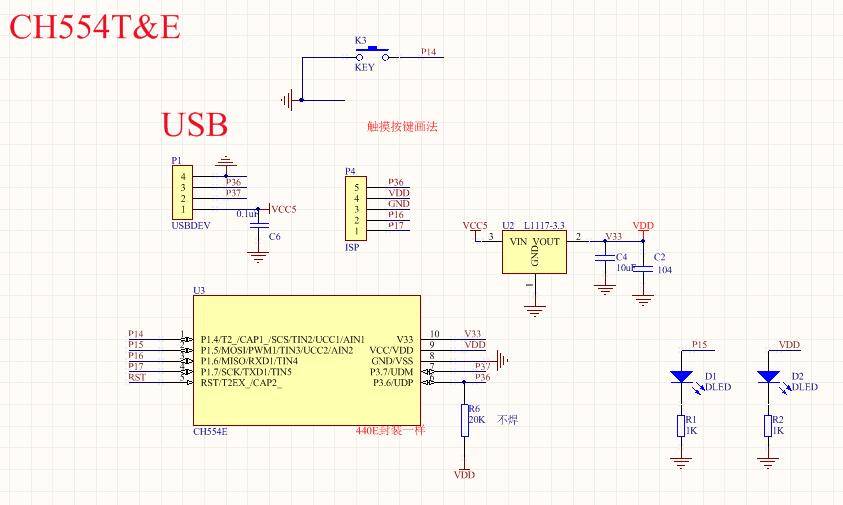 CH554T&E
K3
P14
KEY
触摸按键画法
USB
P1
4
3 P36
2 P37
1 VCC5
0.1uF
USBDEV
C6
P4
5 P36
4 VDD
3 GND
2 P16
1 P17
ISP
VCC5 U2 L1117-3.3 VDD
3 VIN VOUT 2 V33
GND
1
C4 C2
10uF 104
U3
P14 1 P1.4/T2_/CAP1_/SCS/TIN2/UCC1/AIN1 V33 10 V33
P15 2 P1.5/MOSI/PWM1/TIN3/UCC2/AIN2 VCC/VDD 9 VDD
P16 3 P1.6/MISO/RXD1/TIN4 GND/VSS 8
P17 4 P1.7/SCK/TXD1/TIN5 P3.7/UDM 7 P37
RST 5 RST/T2EX_/CAP2_ P3.6/UDP 6 P36
CH554E
440E封装一样
R6
20K 不焊
VDD
P15 VDD
D1 D2
DLED DLED
R1 R2
1K 1K